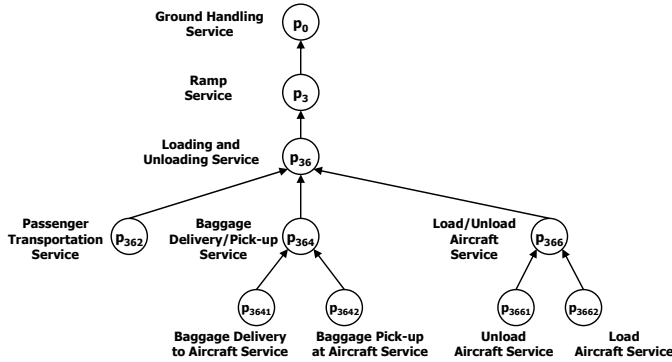 Ground Handling
Service
p0
Ramp
Service
p3
Loading and
Unloading Service
p36
Passenger
Transportation
Service
p362
Baggage
Delivery/Pick-up
Service
p364
Load/Unload
Aircraft
Service
p366
p3641
p3642
p3661
p3662
Baggage Delivery
to Aircraft Service
Baggage Pick-up
at Aircraft Service
Unload
Aircraft Service
Load
Aircraft Service